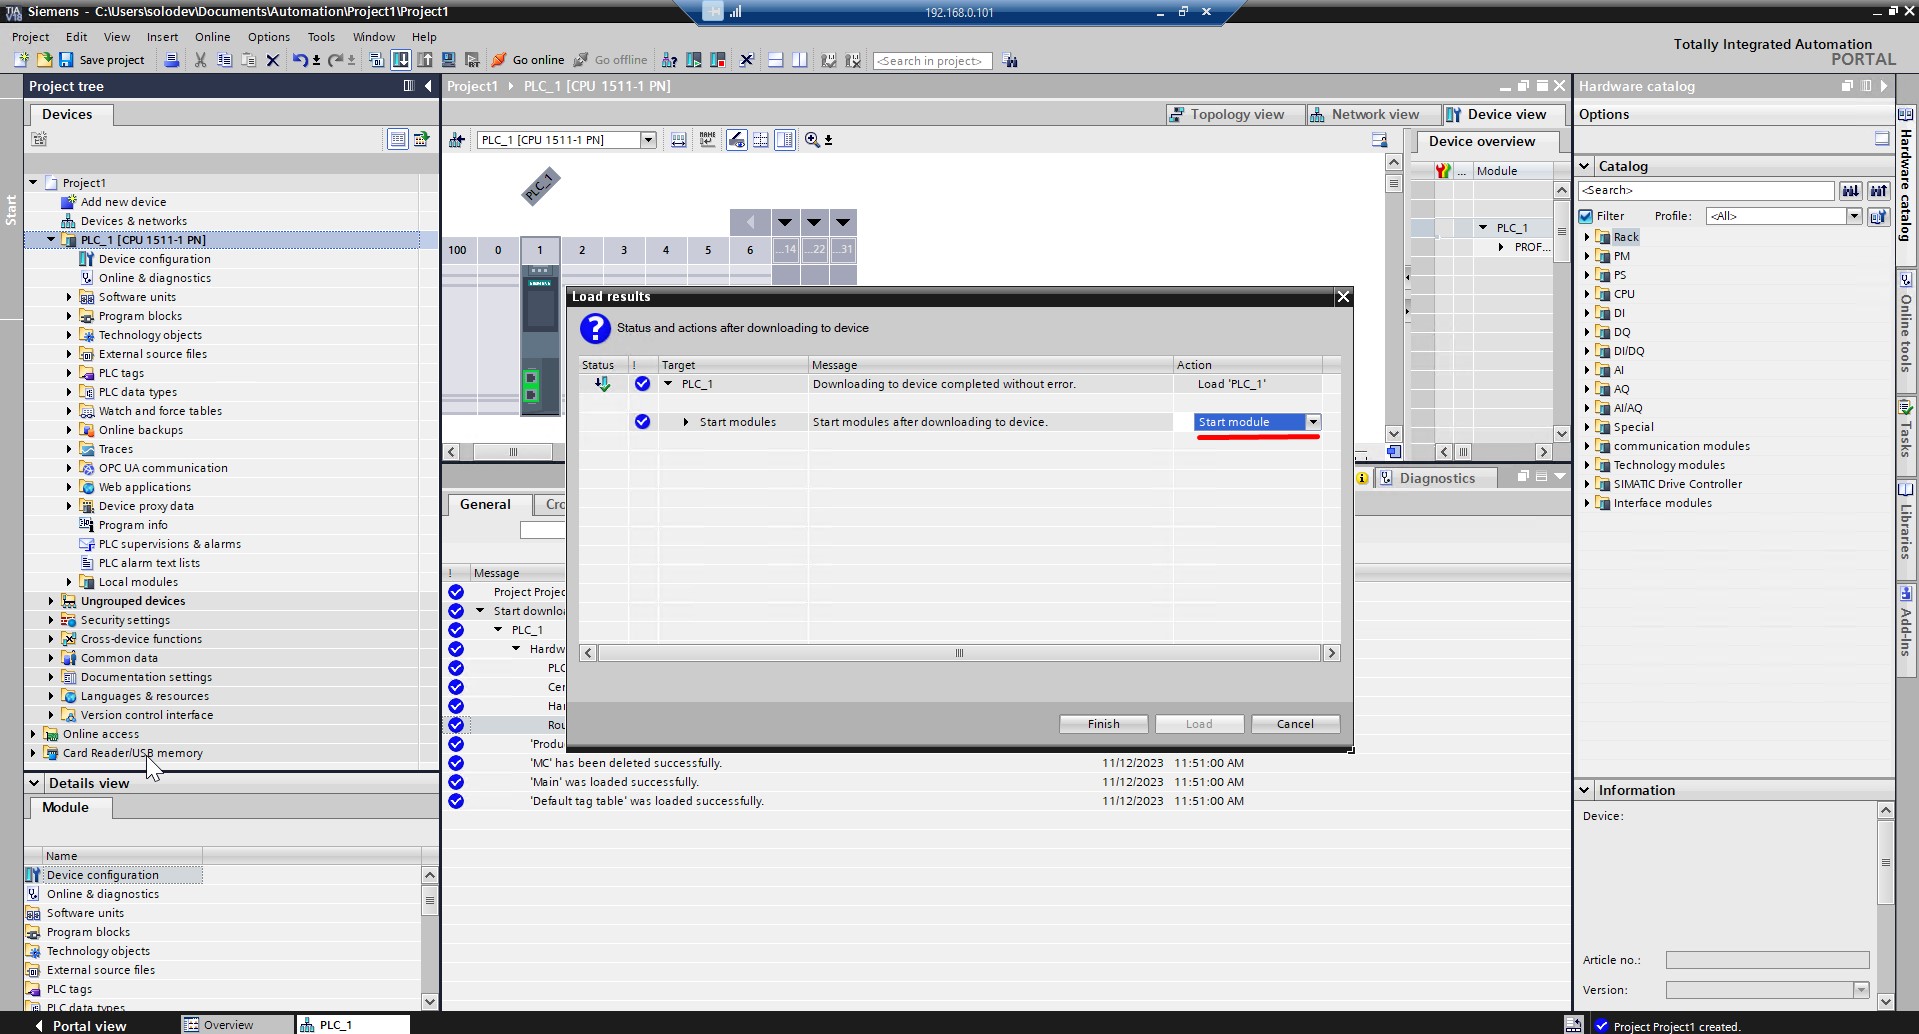 Siemens - C:\Users\solodev\Documents\Automation\Project1\Project1
192.168.0.101
Project Edit View Insert Online Options Tools Window Help
Totally Integrated Automation
PORTAL
Save project
Go online
Go offline
<Search in project>
Project tree
Devices
Start
Project1
Add new device
Devices & networks
PLC_1 [CPU 1511-1 PN]
Device configuration
Online & diagnostics
Software units
Program blocks
Technology objects
External source files
PLC tags
PLC data types
Watch and force tables
Online backups
Traces
OPC UA communication
Web applications
Device proxy data
Program info
PLC supervisions & alarms
PLC alarm text lists
Local modules
Ungrouped devices
Security settings
Cross-device functions
Common data
Documentation settings
Languages & resources
Version control interface
Online access
Card Reader/USB memory
Details view
Module
Name
Device configuration
Online & diagnostics
Software units
Program blocks
Technology objects
External source files
PLC tags
PLC data types
Project1 PLC_1 [CPU 1511-1 PN]
Topology view
Network view
Device view
PLC_1 [CPU 1511-1 PN]
PLC_1
100 0 1 2 3 4 5 6 ...14 ...22 ...31
SIEMENS
Device overview
... Module
PLC_1
PROF...
Load results
Status and actions after downloading to device
Status ! Target Message Action
PLC_1 Downloading to device completed without error. Load 'PLC_1'
Start modules Start modules after downloading to device. Start module
Finish Load Cancel
Diagnostics
General
Cro
! Message
Project Projec
Start downloa
PLC_1
Hardw
PLC
Cer
Har
Rou
'Produ
'MC' has been deleted successfully. 11/12/2023 11:51:00 AM
'Main' was loaded successfully. 11/12/2023 11:51:00 AM
'Default tag table' was loaded successfully. 11/12/2023 11:51:00 AM
Hardware catalog
Options
Catalog
<Search>
Filter Profile: <All>
Rack
PM
PS
CPU
DI
DQ
DI/DQ
AI
AQ
AI/AQ
Special
communication modules
Technology modules
SIMATIC Drive Controller
Interface modules
Information
Device:
Article no.:
Version:
Hardware catalog
Online tools
Tasks
Libraries
Add-Ins
Portal view
Overview
PLC_1
Project Project1 created.